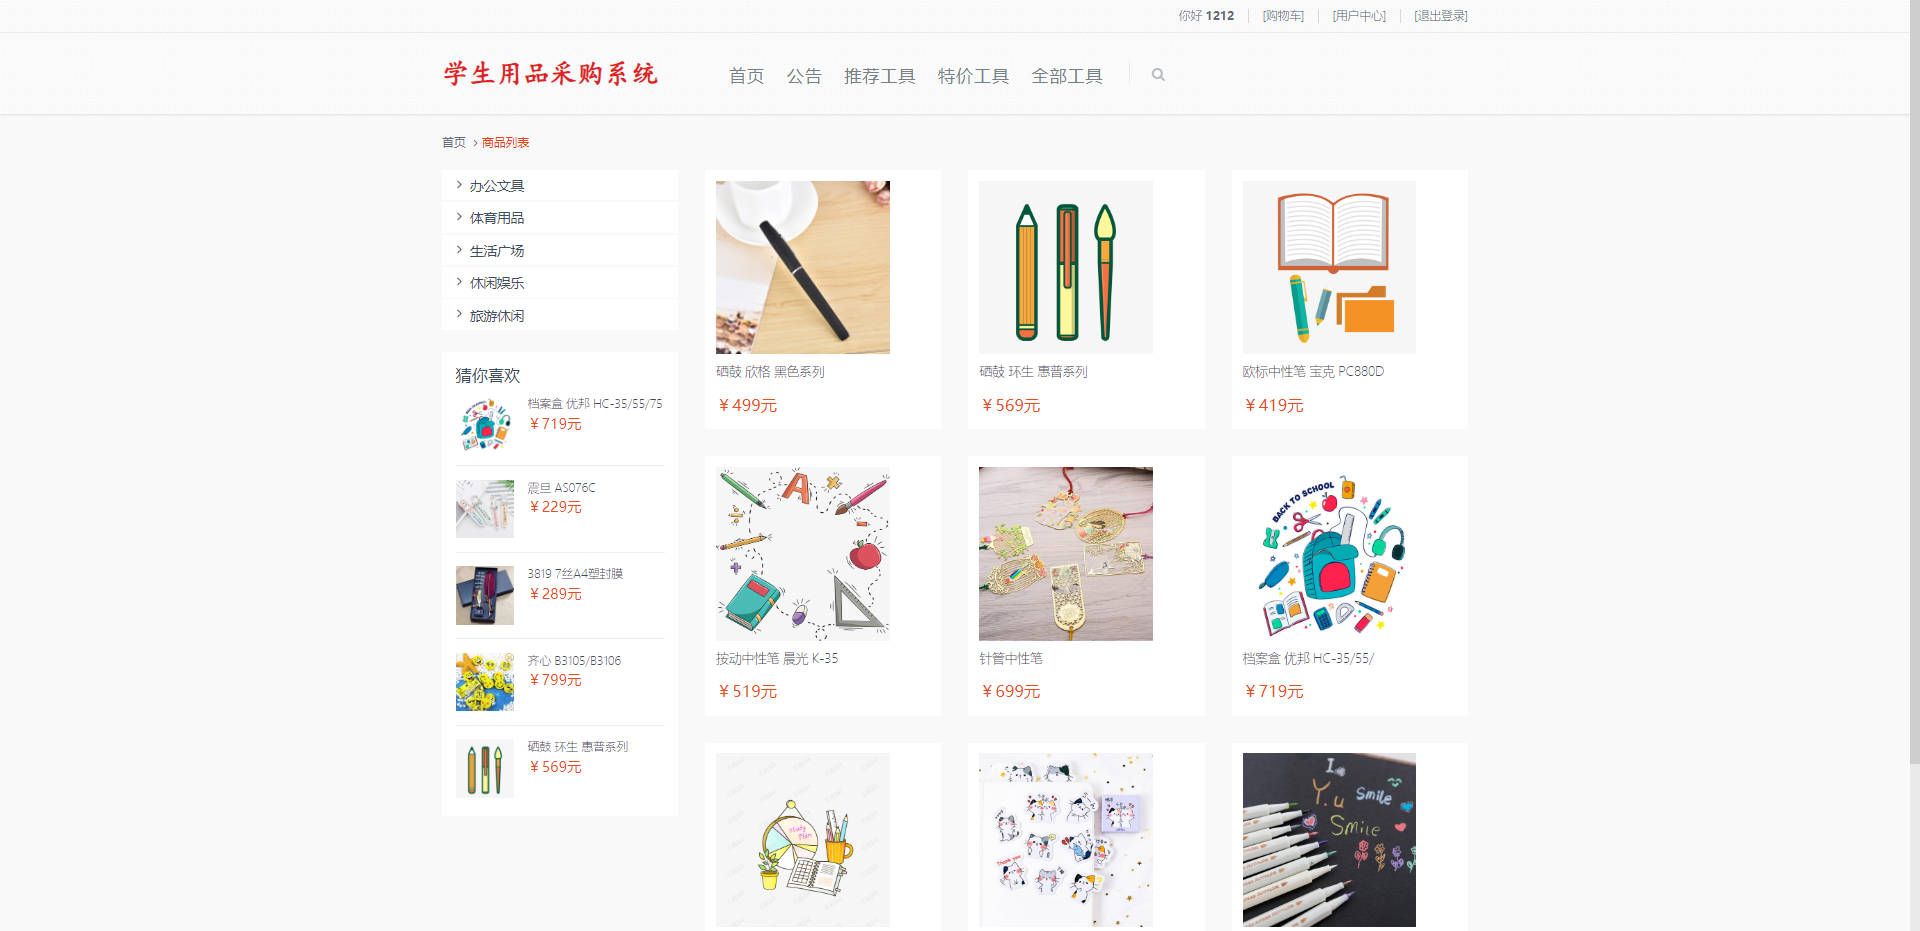 你好 1212 [购物车] [用户中心] [退出登录]
学生用品采购系统
首页 公告 推荐工具 特价工具 全部工具
首页 > 商品列表
办公文具
体育用品
生活广场
休闲娱乐
旅游休闲
猜你喜欢
档案盒 优邦 HC-35/55/75
￥719元
震旦 AS076C
￥229元
3819 7丝A4塑封膜
￥289元
齐心 B3105/B3106
￥799元
硒鼓 环生 惠普系列
￥569元
硒鼓 欣格 黑色系列
￥499元
硒鼓 环生 惠普系列
￥569元
欧标中性笔 宝克 PC880D
￥419元
A
按动中性笔 晨光 K-35
￥519元
针管中性笔
￥699元
BACK TO SCHOOL
档案盒 优邦 HC-35/55/
￥719元
Study Plan
Thank you
Smile
Smile